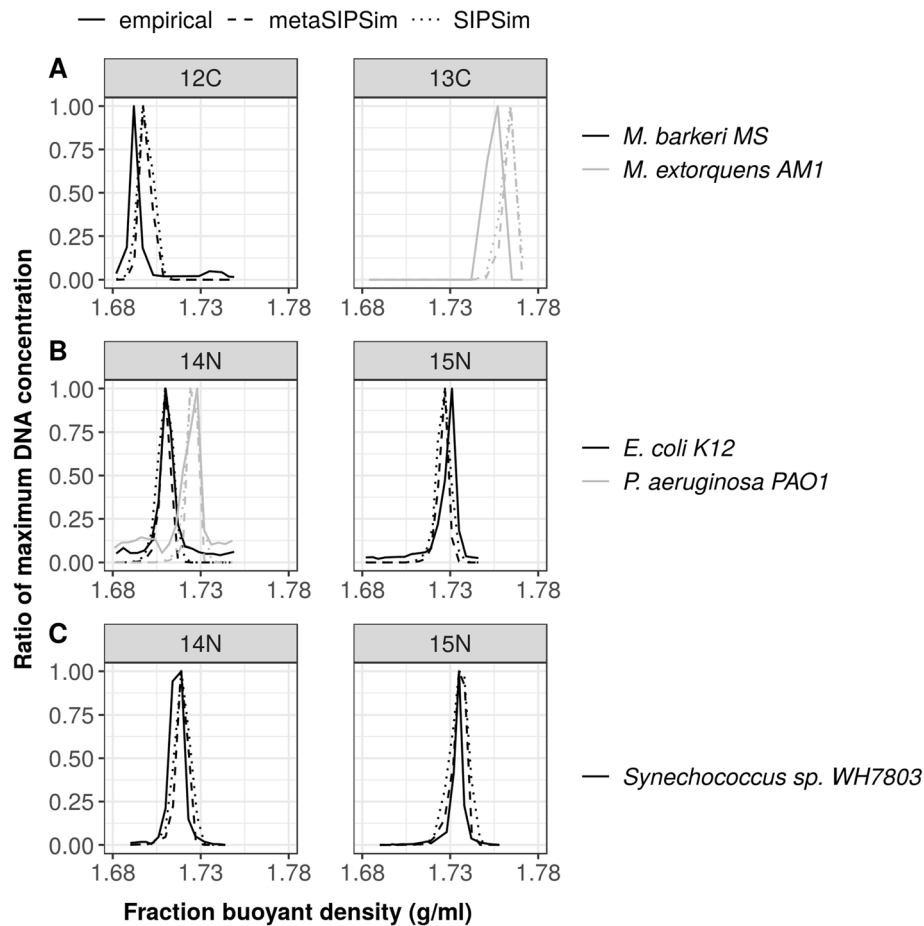 empirical metaSIPSim SIPSim
A
12C 13C
1.00
0.75
0.50
0.25
0.00
1.68 1.73 1.78 1.68 1.73 1.78
M. barkeri MS
M. extorquens AM1
B
14N 15N
1.00
0.75
0.50
0.25
0.00
1.68 1.73 1.78 1.68 1.73 1.78
E. coli K12
P. aeruginosa PAO1
C
14N 15N
1.00
0.75
0.50
0.25
0.00
1.68 1.73 1.78 1.68 1.73 1.78
Synechococcus sp. WH7803
Ratio of maximum DNA concentration
Fraction buoyant density (g/ml)